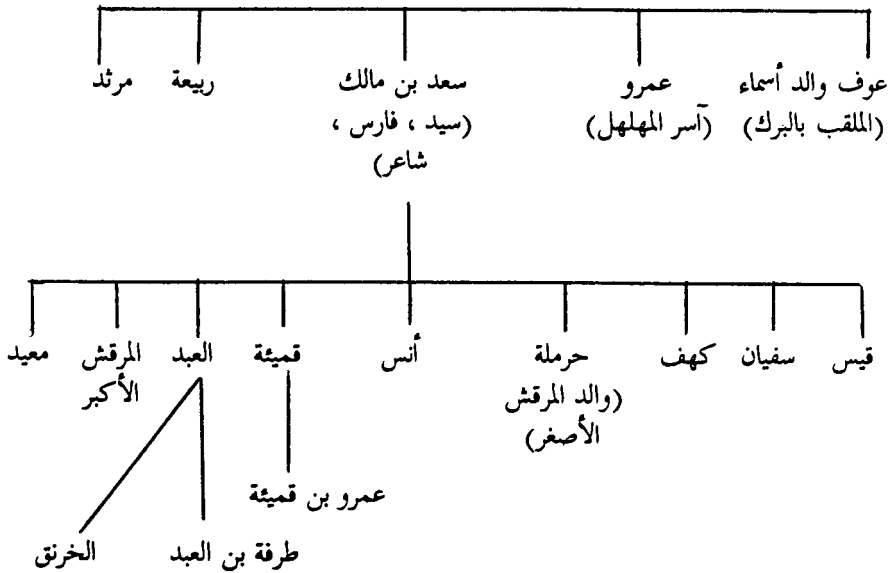 عوف والد أسماء
(الملقب بالبرك)
عمرو
(آسر المهلهل)
سعد بن مالك
(سيد ، فارس ،
شاعر)
ربيعة
مرثد
قيس
سفيان
كهف
حرملة
(والد المرقش
الأصغر)
أنس
قميئة
العبد
المرقش
الأكبر
معيد
عمرو بن قميئة
طرفة بن العبد
الخرنق